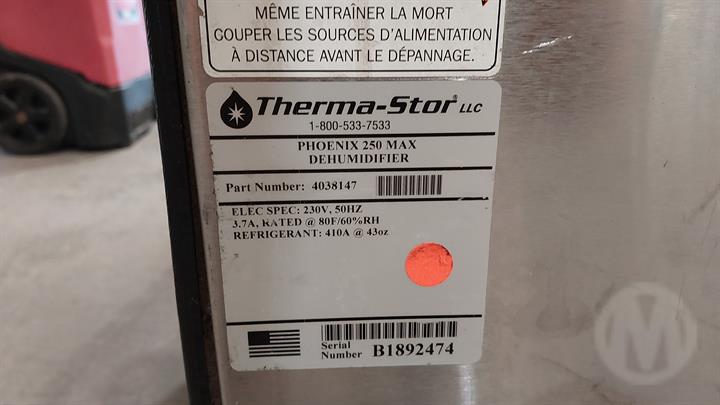 MÊME ENTRAÎNER LA MORT
COUPER LES SOURCES D'ALIMENTATION
À DISTANCE AVANT LE DÉPANNAGE.
Therma-Stor® LLC
1-800-533-7533
PHOENIX 250 MAX
DEHUMIDIFIER
Part Number: 4038147
ELEC SPEC: 230V, 50HZ
3.7A, RATED @ 80F/60%RH
REFRIGERANT: 410A @ 43oz
Serial
Number B1892474
M